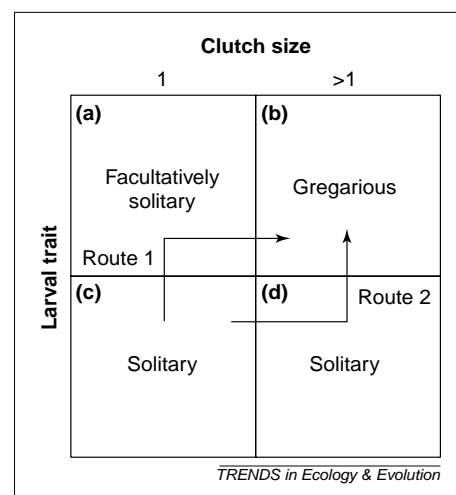 Clutch size
1 >1
(a) (b)
Facultatively
solitary
Gregarious
Route 1
Larval trait
(c) (d)
Route 2
Solitary Solitary
TRENDS in Ecology & Evolution